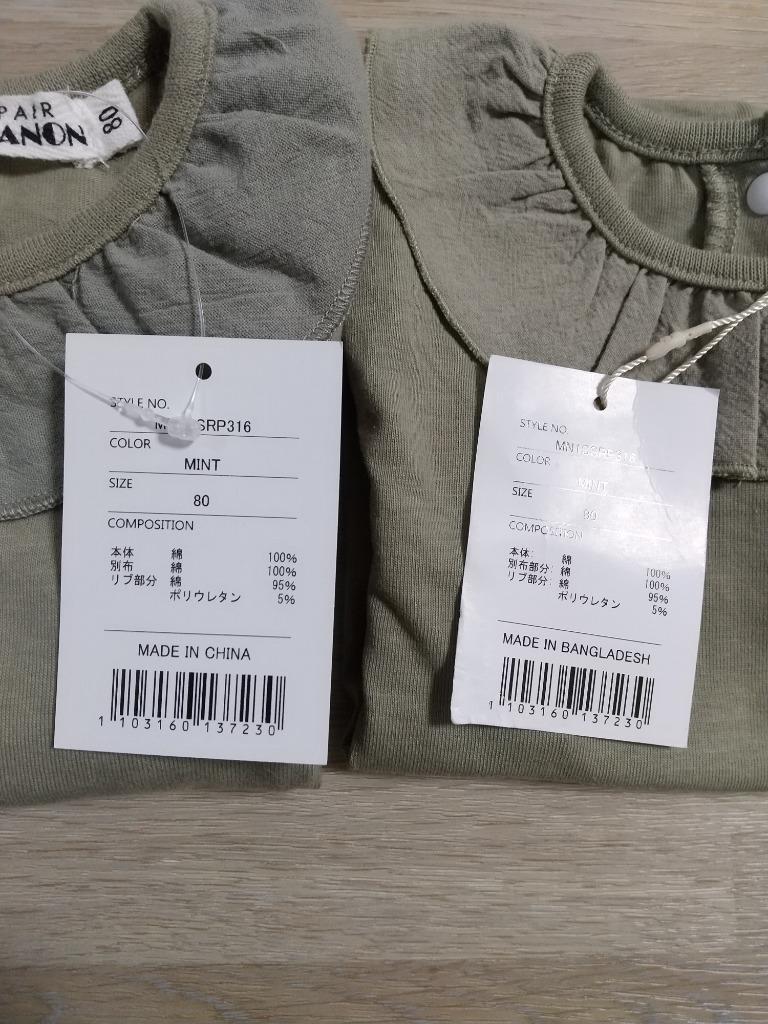 PAIR
ANON
80
STYLE NO.
SRP316
COLOR
MINT
SIZE
80
COMPOSITION
本体 綿 100%
別布 綿 100%
リブ部分 綿 95%
ポリウレタン 5%
MADE IN CHINA
1 103160 137230
STYLE NO.
COLOR
MINT
SIZE
80
COMPOSITION
本体: 綿 100%
別布部分: 綿 100%
リブ部分: 綿 95%
ポリウレタン 5%
MADE IN BANGLADESH
1 103160 137230